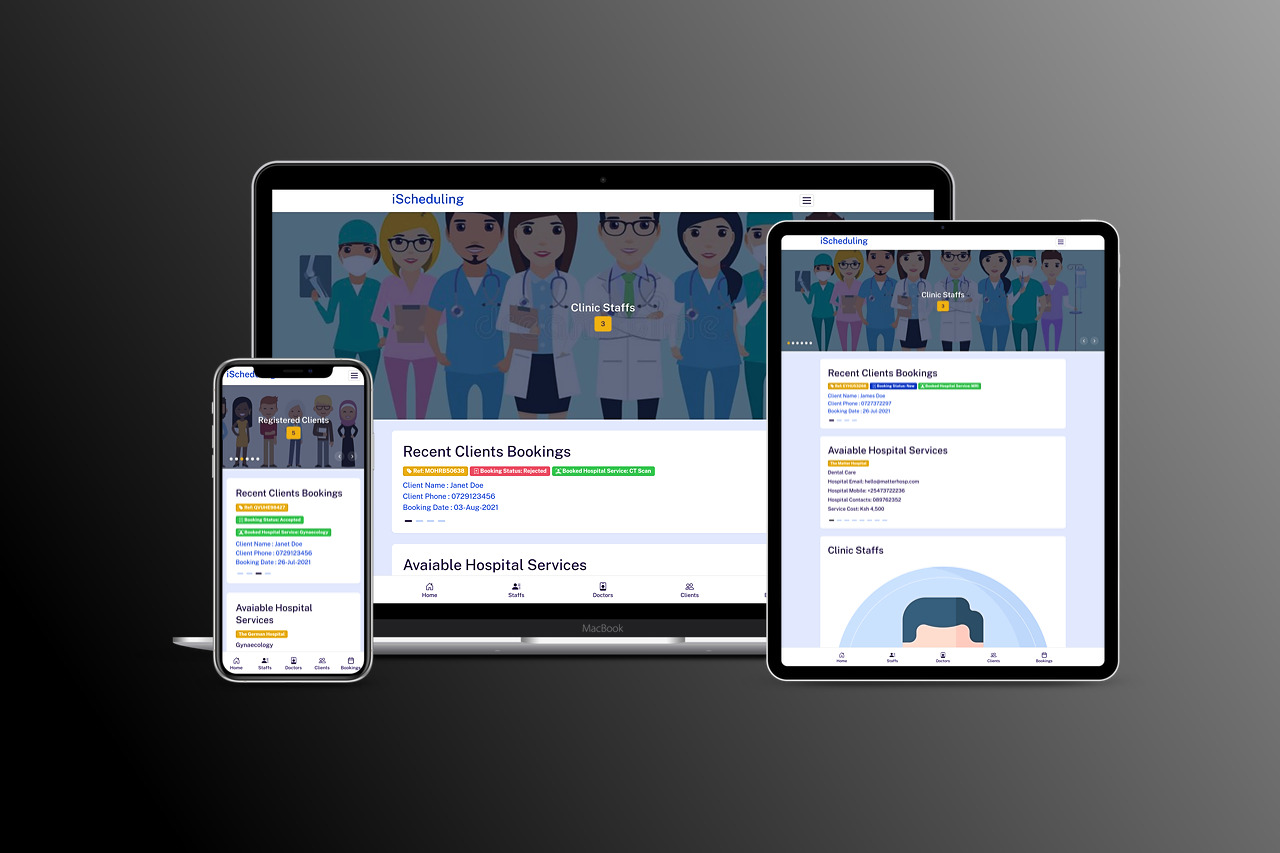 iScheduling
Clinic Staffs
3
Recent Clients Bookings
Ref: MOHRB50638
Booking Status: Rejected
Booked Hospital Service: CT Scan
Client Name : Janet Doe
Client Phone : 0729123456
Booking Date : 03-Aug-2021
Avaiable Hospital Services
Home
Staffs
Doctors
Clients
MacBook
Registered Clients
5
Recent Clients Bookings
Booking Status: Accepted
Booked Hospital Service: Gynaecology
Client Name : Janet Doe
Client Phone : 0729123456
Booking Date : 26-Jul-2021
Avaiable Hospital
Services
The German Hospital
Gynaecology
Home
Staffs
Doctors
Clients
Bookings
iScheduling
Clinic Staffs
3
Recent Clients Bookings
Booking Status: New
Booked Hospital Service: MRI
Client Name : James Doe
Client Phone : 0727372297
Booking Date : 26-Jul-2021
Avaiable Hospital Services
The Matter Hospital
Dental Care
Hospital Email: hello@matterhosp.com
Hospital Mobile: +25473722236
Hospital Contacts: 089762352
Service Cost: Ksh 4,500
Clinic Staffs
Home
Staffs
Doctors
Clients
Bookings